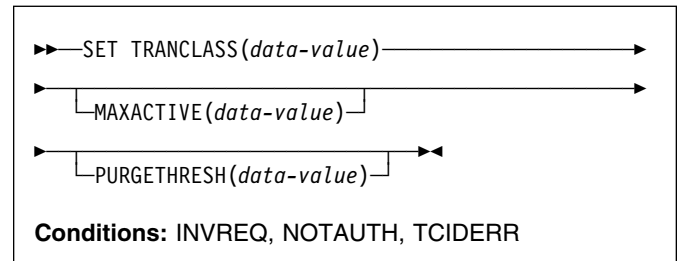 SET TRANCLASS(data-value)
MAXACTIVE(data-value)
PURGETHRESH(data-value)
Conditions: INVREQ, NOTAUTH, TCIDERR